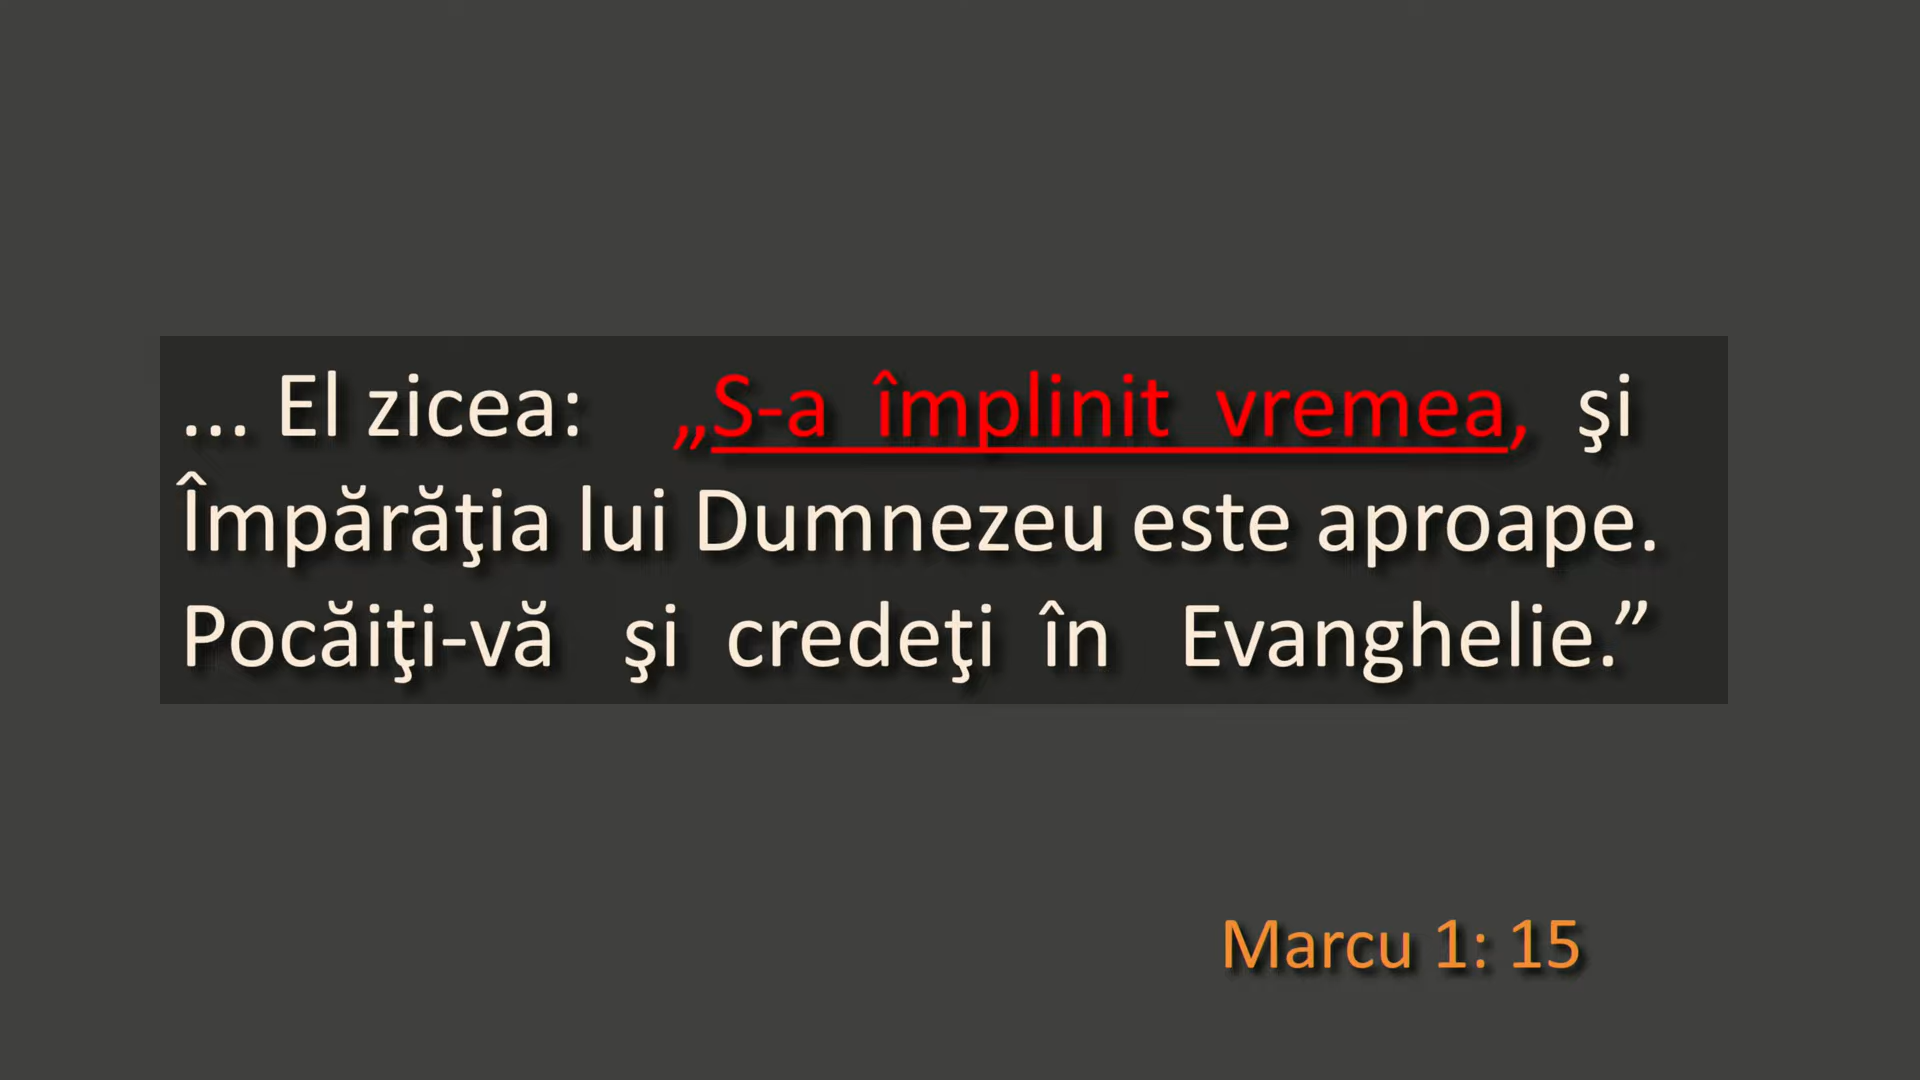 ... El zicea: „S-a împlinit vremea, şi
Împărăţia lui Dumnezeu este aproape.
Pocăiţi-vă şi credeţi în Evanghelie.”
Marcu 1: 15